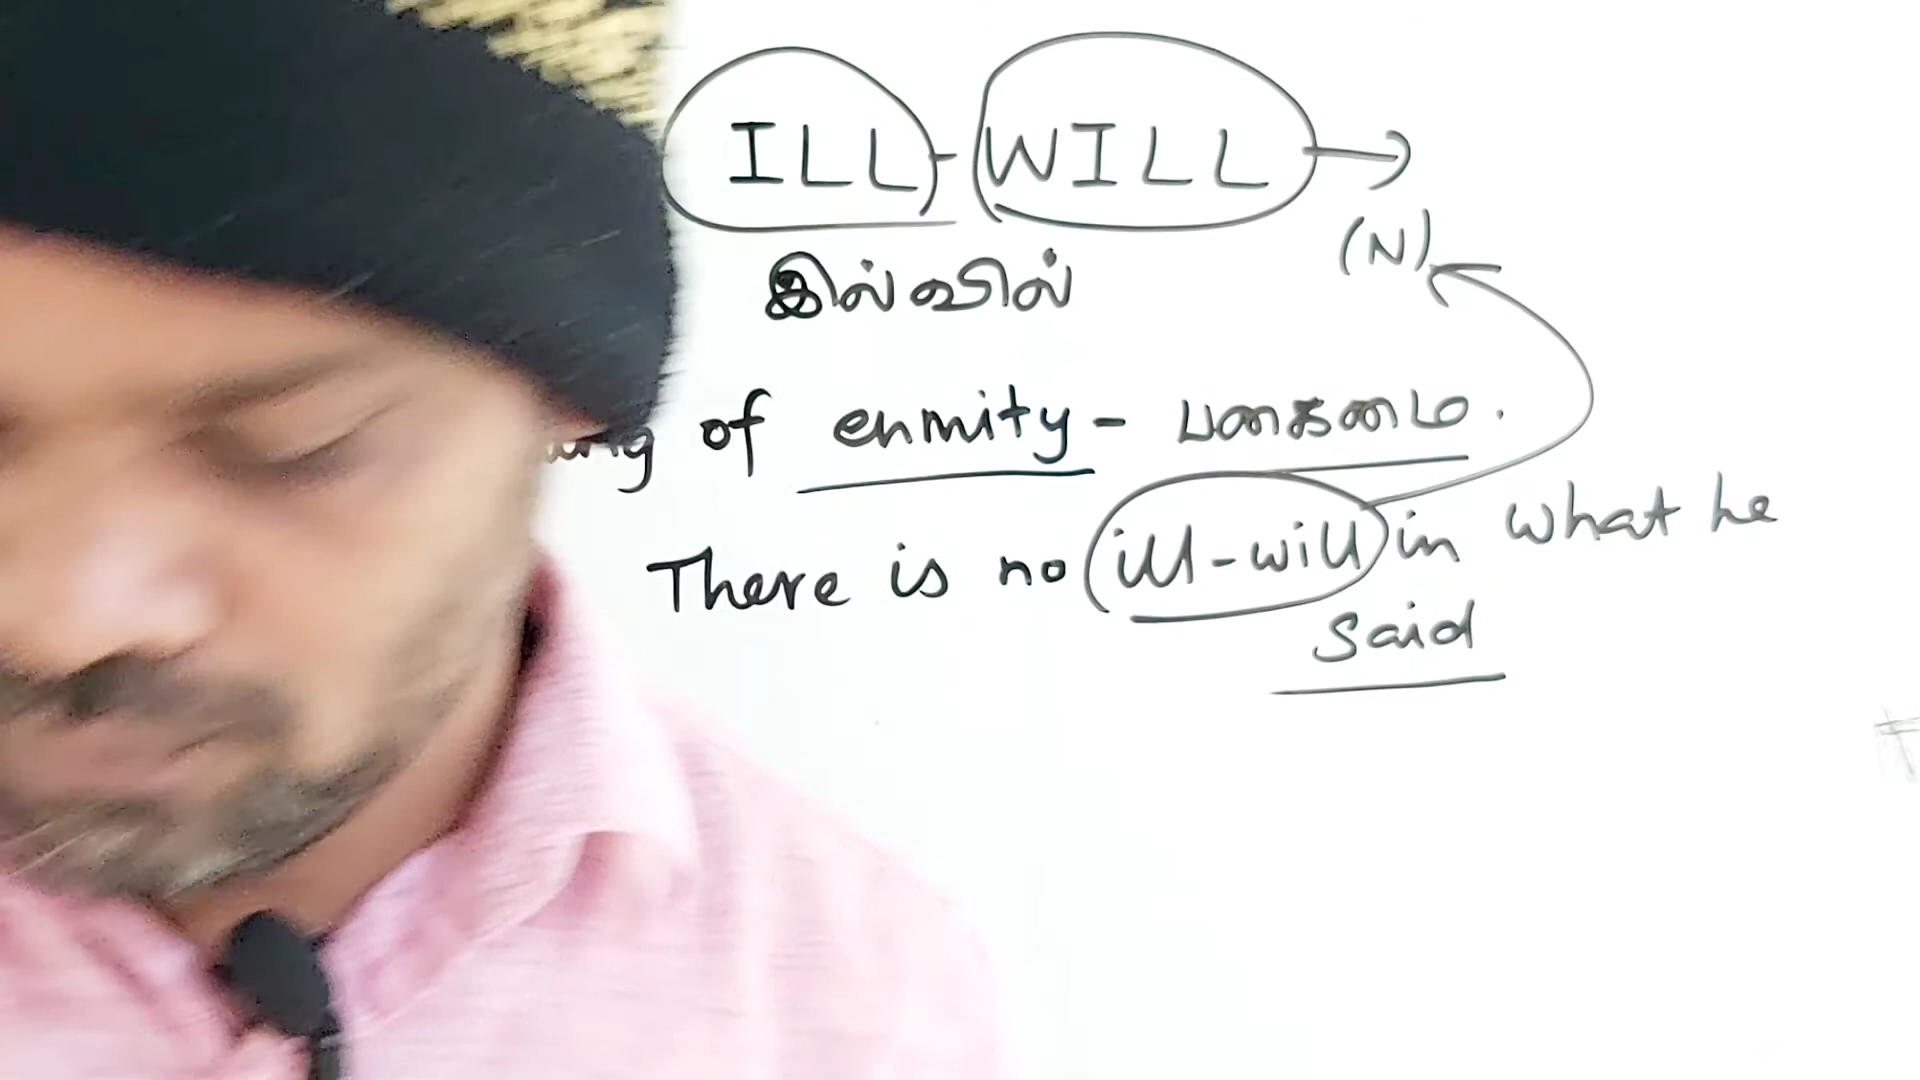 ILL-WILL →
(N)
இல்வில்
of enmity - பகைமை.
There is no ill-will in what he
said